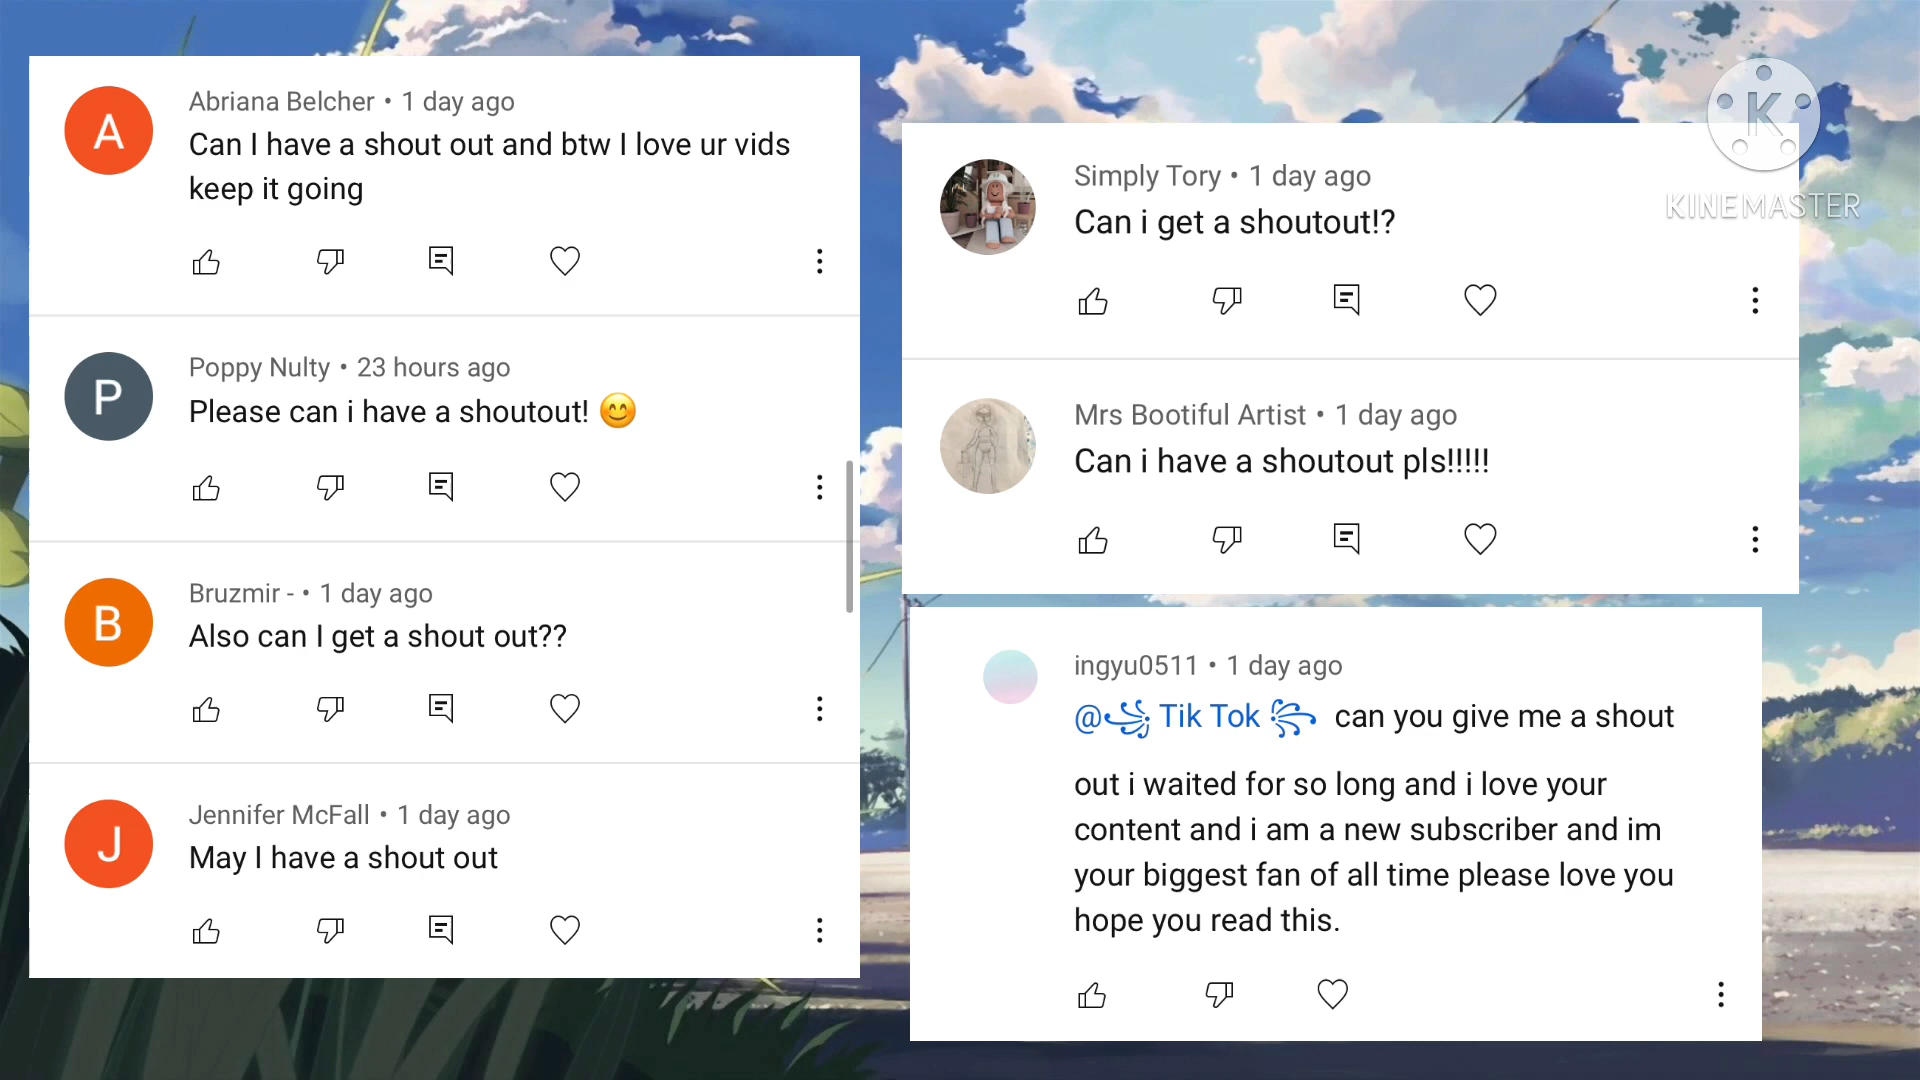 A
Abriana Belcher • 1 day ago
Can I have a shout out and btw I love ur vids
keep it going
P
Poppy Nulty • 23 hours ago
Please can i have a shoutout! 😊
B
Bruzmir - • 1 day ago
Also can I get a shout out??
J
Jennifer McFall • 1 day ago
May I have a shout out
K
KINEMASTER
Simply Tory • 1 day ago
Can i get a shoutout!?
Mrs Bootiful Artist • 1 day ago
Can i have a shoutout pls!!!!!
ingyu0511 • 1 day ago
@꧁ Tik Tok ꧂ can you give me a shout
out i waited for so long and i love your
content and i am a new subscriber and im
your biggest fan of all time please love you
hope you read this.